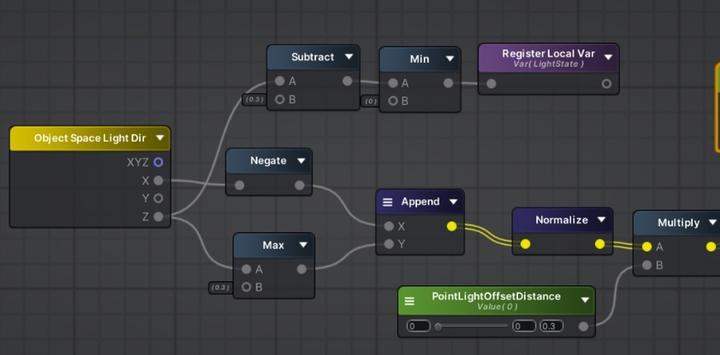 Subtract
A
(0.3) B
Min
A
(0) B
Register Local Var
Var( LightState )
Object Space Light Dir
XYZ
X
Y
Z
Negate
Max
A
(0.3) B
Append
X
Y
Normalize
Multiply
A
B
PointLightOffsetDistance
Value( 0 )
0 0 0.3